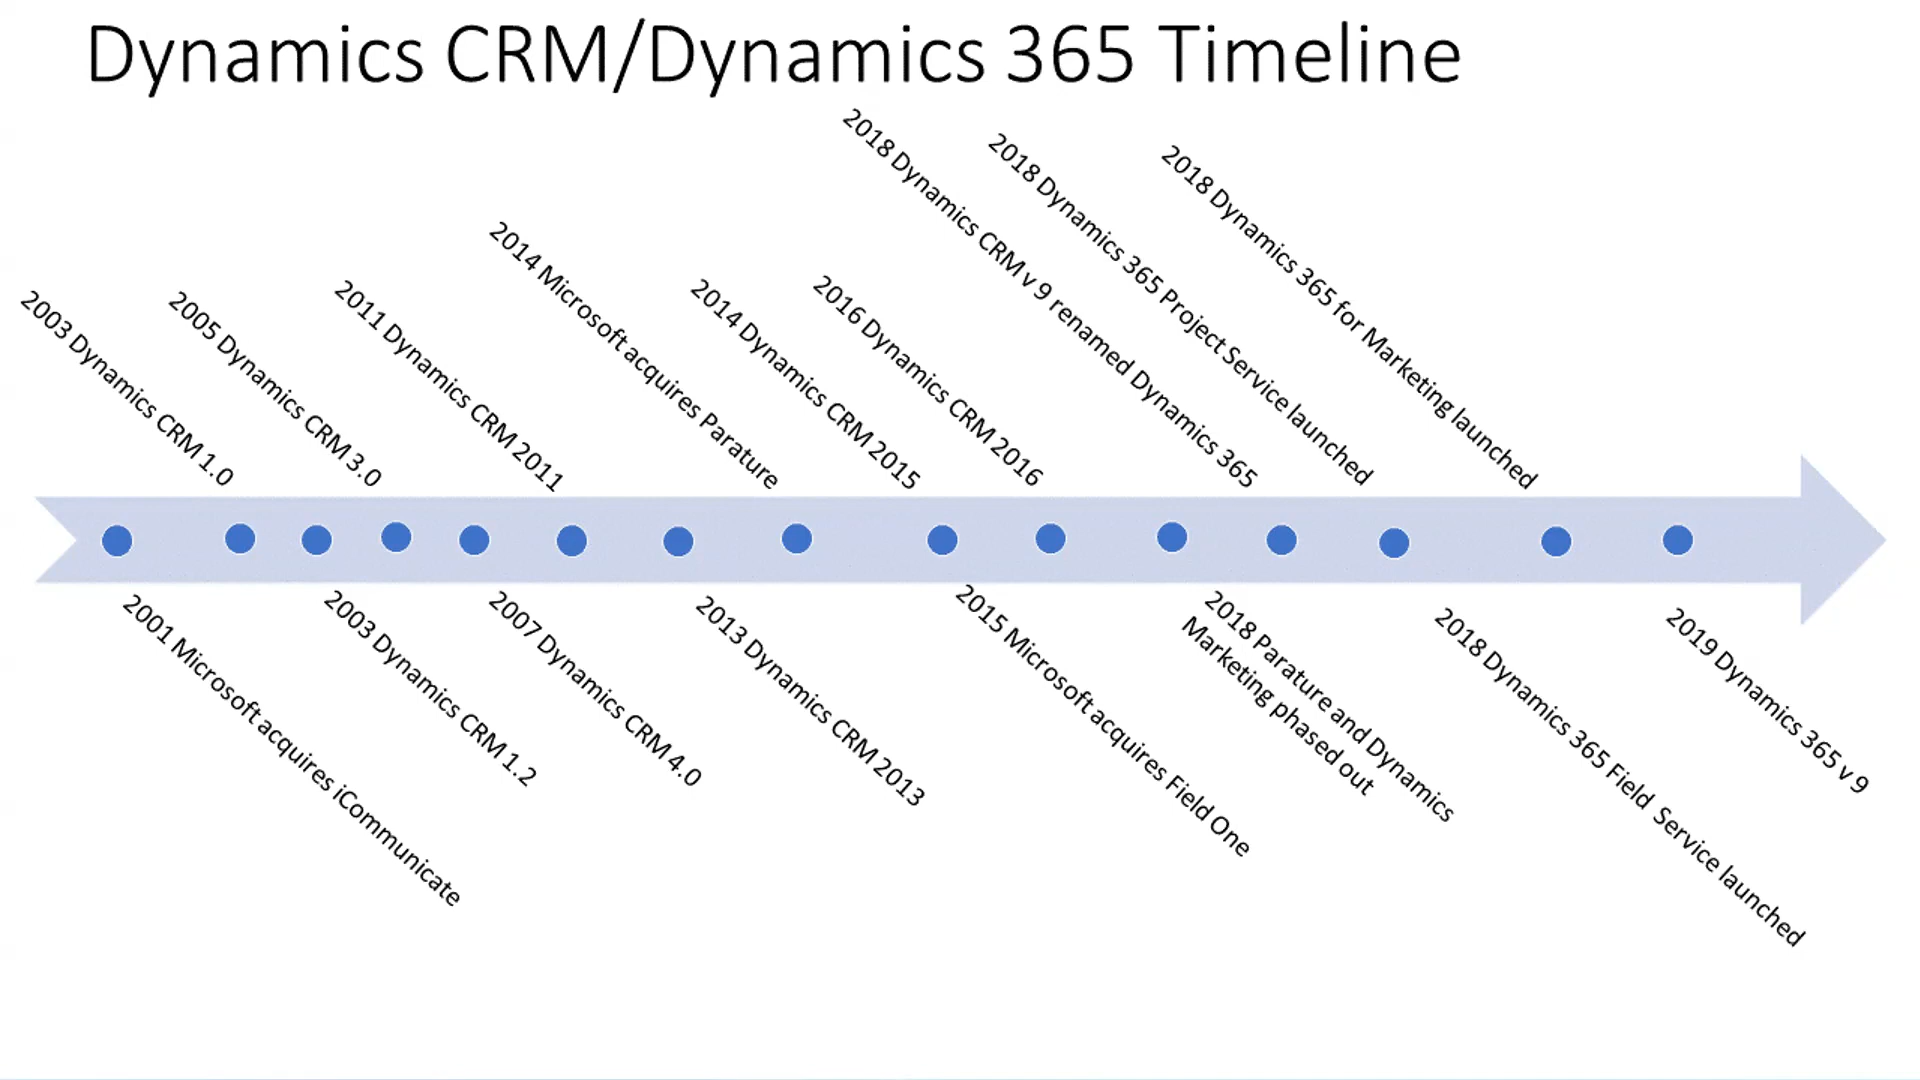 Dynamics CRM/Dynamics 365 Timeline
2003 Dynamics CRM 1.0
2005 Dynamics CRM 3.0
2011 Dynamics CRM 2011
2014 Microsoft acquires Parature
2014 Dynamics CRM 2015
2016 Dynamics CRM 2016
2018 Dynamics CRM v 9 renamed Dynamics 365
2018 Dynamics 365 Project Service launched
2018 Dynamics 365 for Marketing launched
2001 Microsoft acquires iCommunicate
2003 Dynamics CRM 1.2
2007 Dynamics CRM 4.0
2013 Dynamics CRM 2013
2015 Microsoft acquires Field One
2018 Parature and Dynamics
Marketing phased out
2018 Dynamics 365 Field Service launched
2019 Dynamics 365 v 9